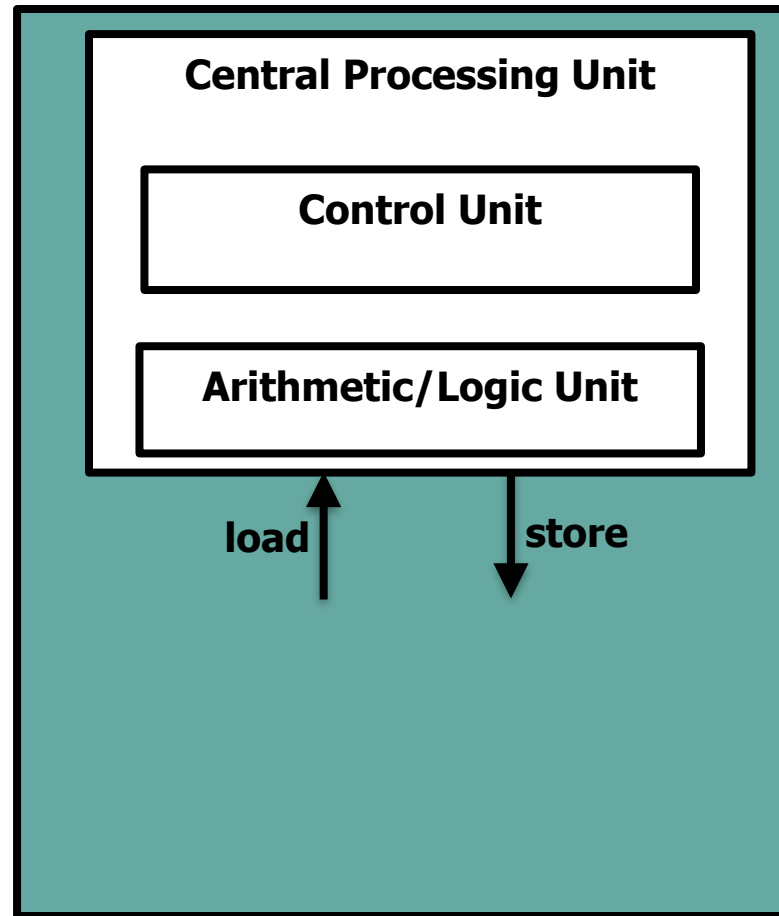 Central Processing Unit
Control Unit
Arithmetic/Logic Unit
load
store